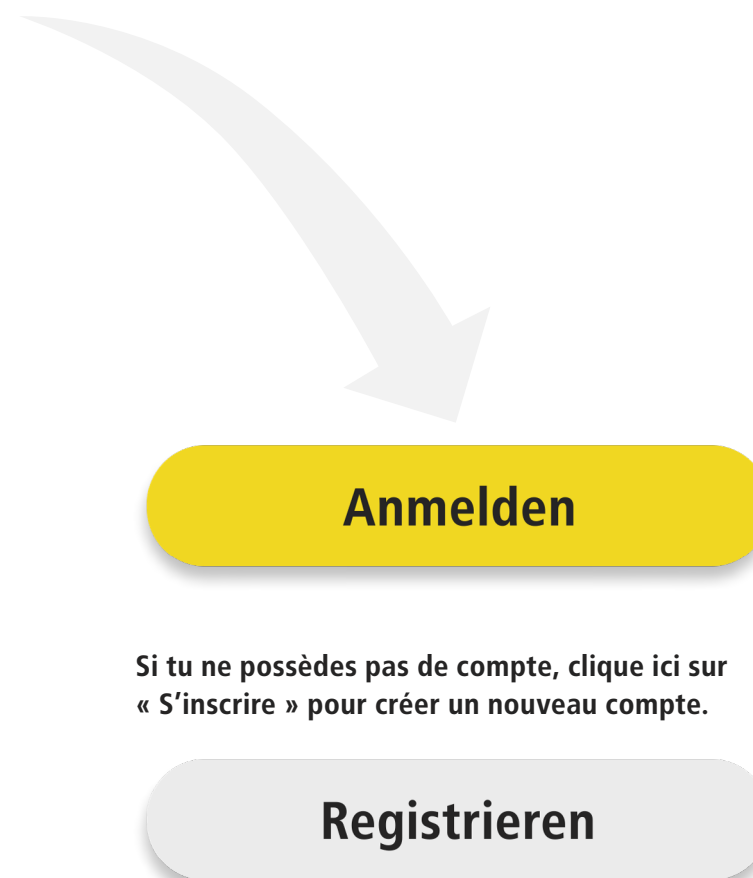 Anmelden
Si tu ne possèdes pas de compte, clique ici sur
« S’inscrire » pour créer un nouveau compte.
Registrieren